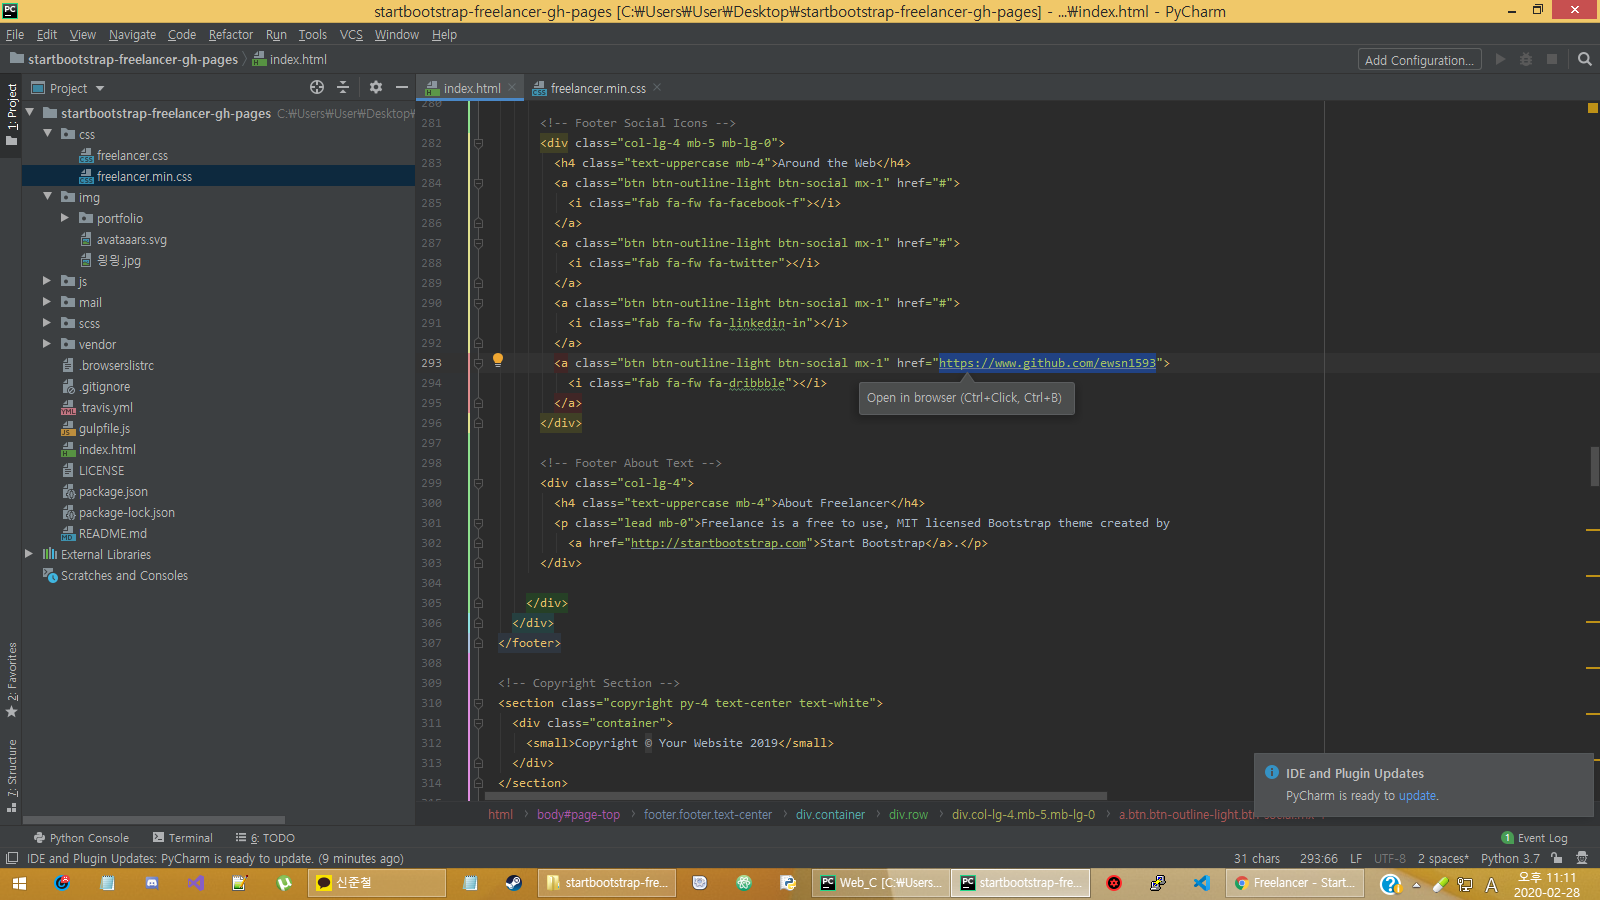 startbootstrap-freelancer-gh-pages [C:₩Users₩User₩Desktop₩startbootstrap-freelancer-gh-pages] - ...₩index.html - PyCharm
File Edit View Navigate Code Refactor Run Tools VCS Window Help
startbootstrap-freelancer-gh-pages index.html Add Configuration...
1: Project
Project
startbootstrap-freelancer-gh-pages C:₩Users₩User₩Desktop₩
css
freelancer.css
freelancer.min.css
img
portfolio
avataaars.svg
윙윙.jpg
js
mail
scss
vendor
.browserslistrc
.gitignore
.travis.yml
gulpfile.js
index.html
LICENSE
package.json
package-lock.json
README.md
External Libraries
Scratches and Consoles
2: Favorites
7: Structure
index.html freelancer.min.css
280
281 <!-- Footer Social Icons -->
282 <div class="col-lg-4 mb-5 mb-lg-0">
283 <h4 class="text-uppercase mb-4">Around the Web</h4>
284 <a class="btn btn-outline-light btn-social mx-1" href="#">
285 <i class="fab fa-fw fa-facebook-f"></i>
286 </a>
287 <a class="btn btn-outline-light btn-social mx-1" href="#">
288 <i class="fab fa-fw fa-twitter"></i>
289 </a>
290 <a class="btn btn-outline-light btn-social mx-1" href="#">
291 <i class="fab fa-fw fa-linkedin-in"></i>
292 </a>
293 <a class="btn btn-outline-light btn-social mx-1" href="https://www.github.com/ewsn1593">
294 <i class="fab fa-fw fa-dribbble"></i>
Open in browser (Ctrl+Click, Ctrl+B)
295 </a>
296 </div>
297
298 <!-- Footer About Text -->
299 <div class="col-lg-4">
300 <h4 class="text-uppercase mb-4">About Freelancer</h4>
301 <p class="lead mb-0">Freelance is a free to use, MIT licensed Bootstrap theme created by
302 <a href="http://startbootstrap.com">Start Bootstrap</a>.</p>
303 </div>
304
305 </div>
306 </div>
307 </footer>
308
309 <!-- Copyright Section -->
310 <section class="copyright py-4 text-center text-white">
311 <div class="container">
312 <small>Copyright © Your Website 2019</small>
313 </div>
314 </section>
IDE and Plugin Updates
PyCharm is ready to update.
html body#page-top footer.footer.text-center div.container div.row div.col-lg-4.mb-5.mb-lg-0
Python Console Terminal 6: TODO 1 Event Log
IDE and Plugin Updates: PyCharm is ready to update. (9 minutes ago) 31 chars 293:66 LF UTF-8 2 spaces* Python 3.7
신준철 startbootstrap-fre... Web_C [C:₩Users... startbootstrap-fre... Freelancer - Start... A 오후 11:11
2020-02-28